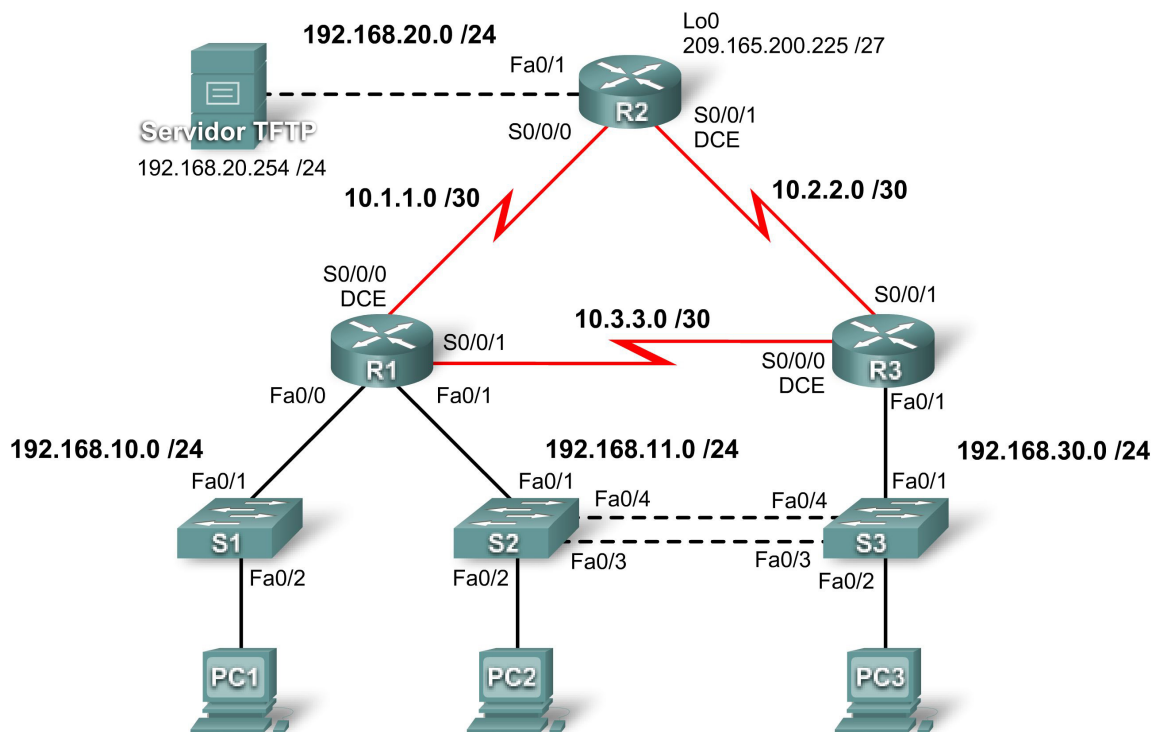 192.168.20.0 /24
Lo0
209.165.200.225 /27
Fa0/1
R2
Servidor TFTP
192.168.20.254 /24
S0/0/0
S0/0/1
DCE
10.1.1.0 /30
10.2.2.0 /30
S0/0/0
DCE
S0/0/1
10.3.3.0 /30
S0/0/1
R1
S0/0/0
DCE
R3
Fa0/0
Fa0/1
Fa0/1
192.168.10.0 /24
192.168.11.0 /24
192.168.30.0 /24
Fa0/1
Fa0/1
Fa0/4
Fa0/4
Fa0/1
S1
S2
S3
Fa0/2
Fa0/2
Fa0/3
Fa0/3
Fa0/2
PC1
PC2
PC3